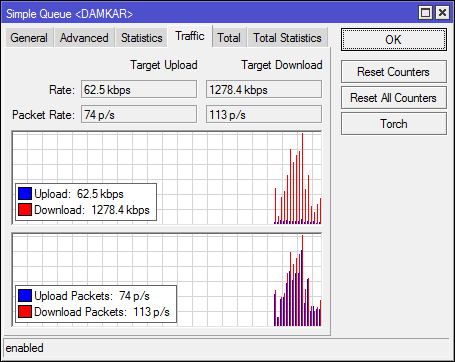 Simple Queue <DAMKAR>
General Advanced Statistics Traffic Total Total Statistics
Target Upload Target Download
Rate: 62.5 kbps 1278.4 kbps
Packet Rate: 74 p/s 113 p/s
Upload: 62.5 kbps
Download: 1278.4 kbps
Upload Packets: 74 p/s
Download Packets: 113 p/s
OK
Reset Counters
Reset All Counters
Torch
enabled